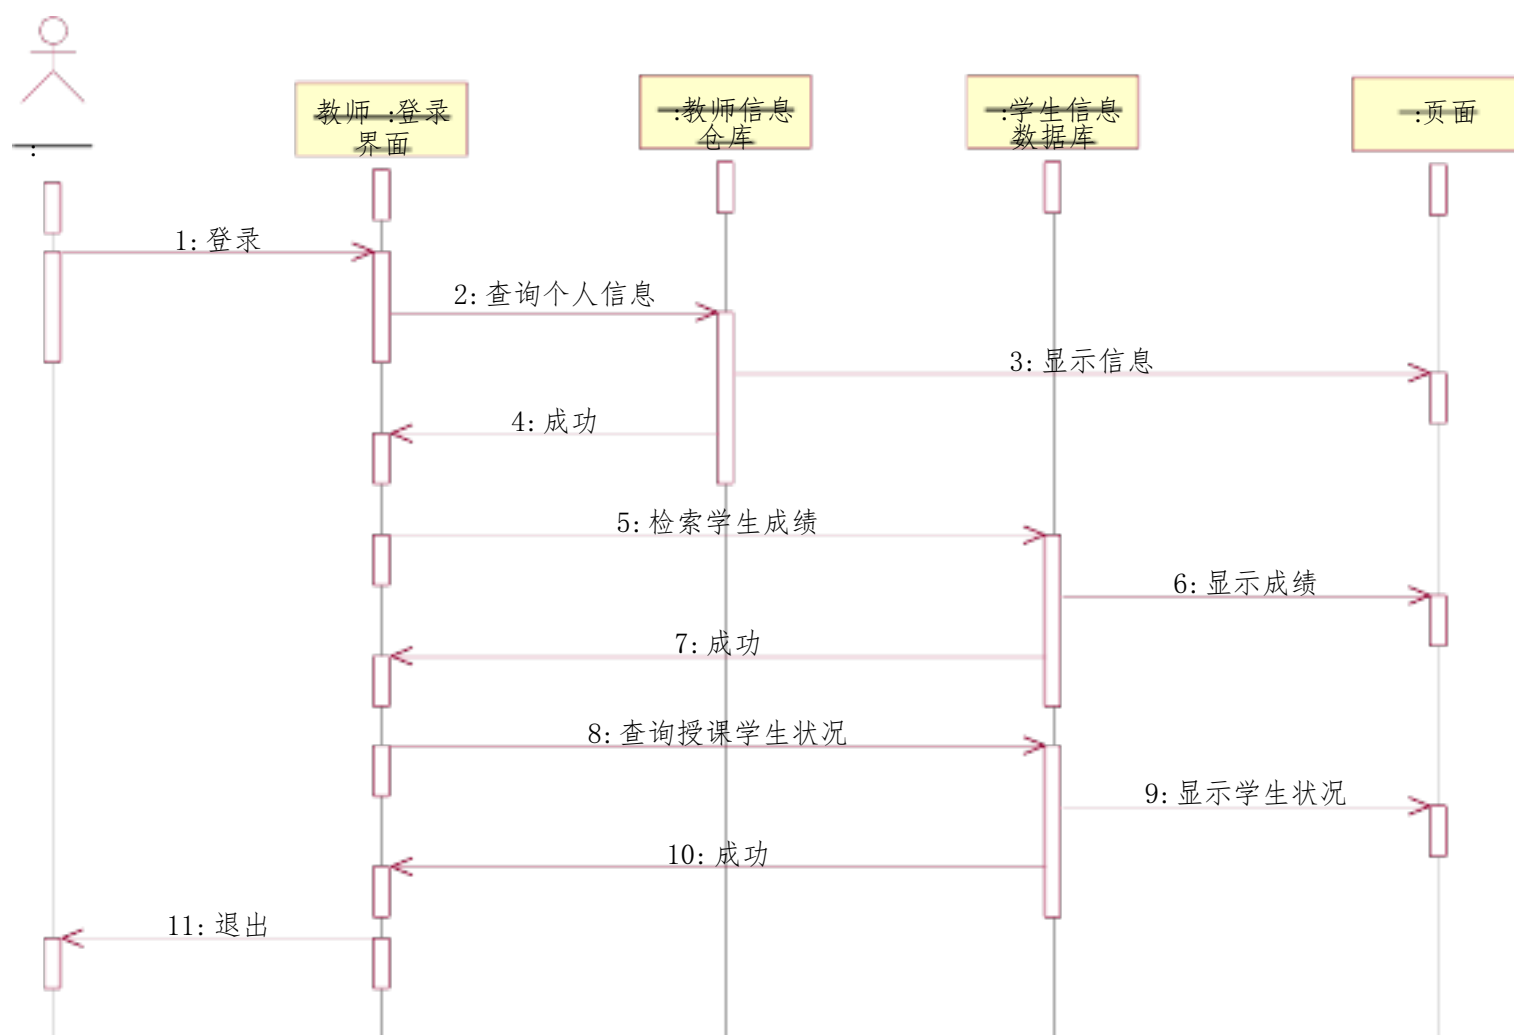 :
教师 :登录
界面
:教师信息
仓库
:学生信息
数据库
:页面
1: 登录
2: 查询个人信息
3: 显示信息
4: 成功
5: 检索学生成绩
6: 显示成绩
7: 成功
8: 查询授课学生状况
9: 显示学生状况
10: 成功
11: 退出